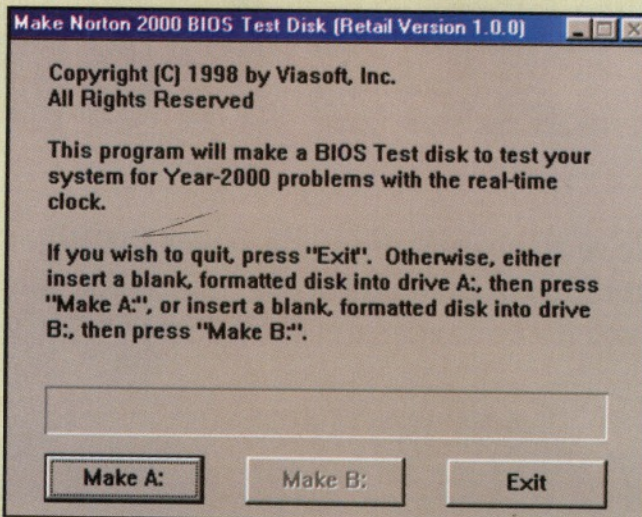 Make Norton 2000 BIOS Test Disk (Retail Version 1.0.0)
Copyright (C) 1998 by Viasoft, Inc.
All Rights Reserved
This program will make a BIOS Test disk to test your
system for Year-2000 problems with the real-time
clock.
If you wish to quit, press "Exit". Otherwise, either
insert a blank, formatted disk into drive A:, then press
"Make A:", or insert a blank, formatted disk into drive
B:, then press "Make B:".
Make A:
Make B:
Exit